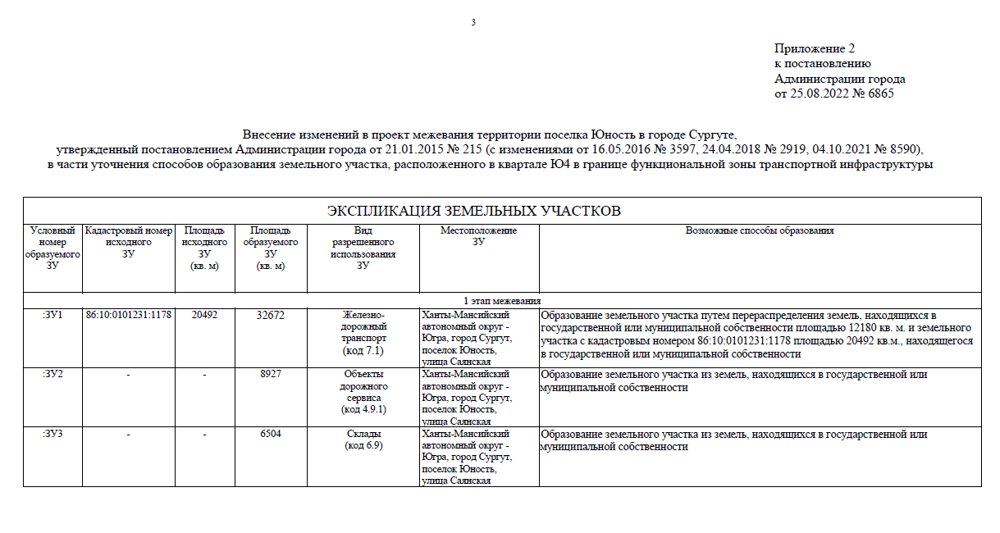 3
Приложение 2
к постановлению
Администрации города
от 25.08.2022 № 6865
Внесение изменений в проект межевания территории поселка Юность в городе Сургуте,
утвержденный постановлением Администрации города от 21.01.2015 № 215 (с изменениями от 16.05.2016 № 3597, 24.04.2018 № 2919, 04.10.2021 № 8590),
в части уточнения способов образования земельного участка, расположенного в квартале Ю4 в границе функциональной зоны транспортной инфраструктуры
ЭКСПЛИКАЦИЯ ЗЕМЕЛЬНЫХ УЧАСТКОВ
Условный
номер
образуемого
ЗУ
Кадастровый номер
исходного
ЗУ
Площадь
исходного
ЗУ
(кв. м)
Площадь
образуемого
ЗУ
(кв. м)
Вид
разрешенного
использования
ЗУ
Местоположение
ЗУ
Возможные способы образования
1 этап межевания
:ЗУ1
86:10:0101231:1178
20492
32672
Железно-
дорожный
транспорт
(код 7.1)
Ханты-Мансийский
автономный округ -
Югра, город Сургут,
поселок Юность,
улица Саянская
Образование земельного участка путем перераспределения земель, находящихся в
государственной или муниципальной собственности площадью 12180 кв. м. и земельного
участка с кадастровым номером 86:10:0101231:1178 площадью 20492 кв.м., находящегося
в государственной или муниципальной собственности
:ЗУ2
-
-
8927
Объекты
дорожного
сервиса
(код 4.9.1)
Ханты-Мансийский
автономный округ -
Югра, город Сургут,
поселок Юность,
улица Саянская
Образование земельного участка из земель, находящихся в государственной или
муниципальной собственности
:ЗУ3
-
-
6504
Склады
(код 6.9)
Ханты-Мансийский
автономный округ -
Югра, город Сургут,
поселок Юность,
улица Саянская
Образование земельного участка из земель, находящихся в государственной или
муниципальной собственности